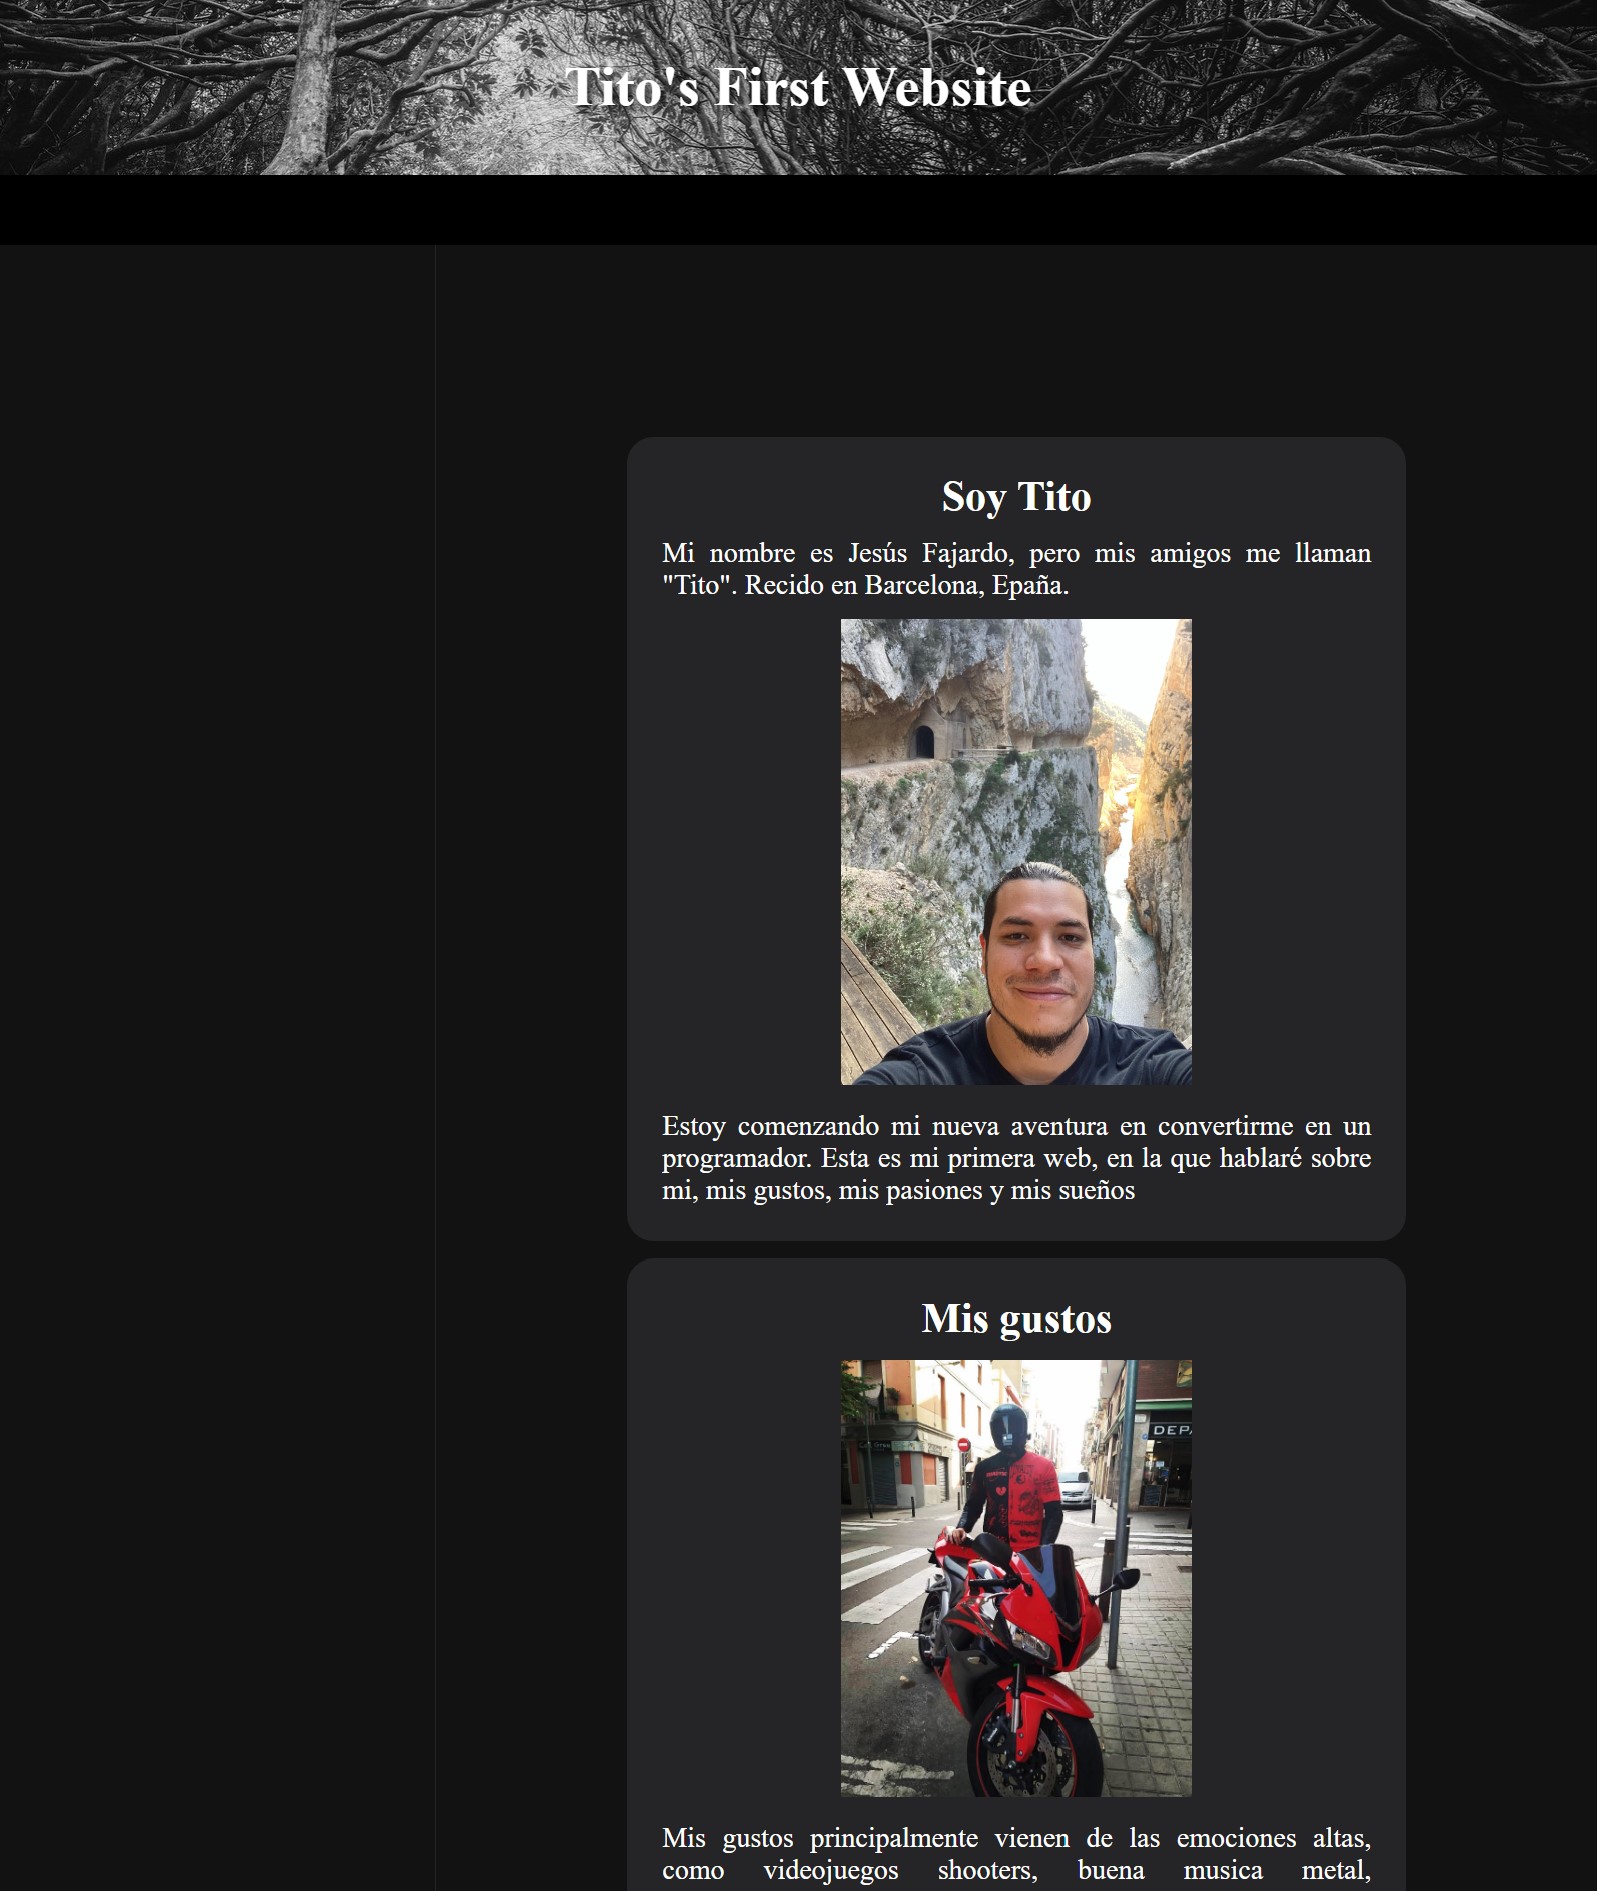 Tito's First Website
Soy Tito
Mi nombre es Jesús Fajardo, pero mis amigos me llaman
"Tito". Recido en Barcelona, Epaña.
Estoy comenzando mi nueva aventura en convertirme en un
programador. Esta es mi primera web, en la que hablaré sobre
mi, mis gustos, mis pasiones y mis sueños
Mis gustos
DEPA
Mis gustos principalmente vienen de las emociones altas,
como videojuegos shooters, buena musica metal,